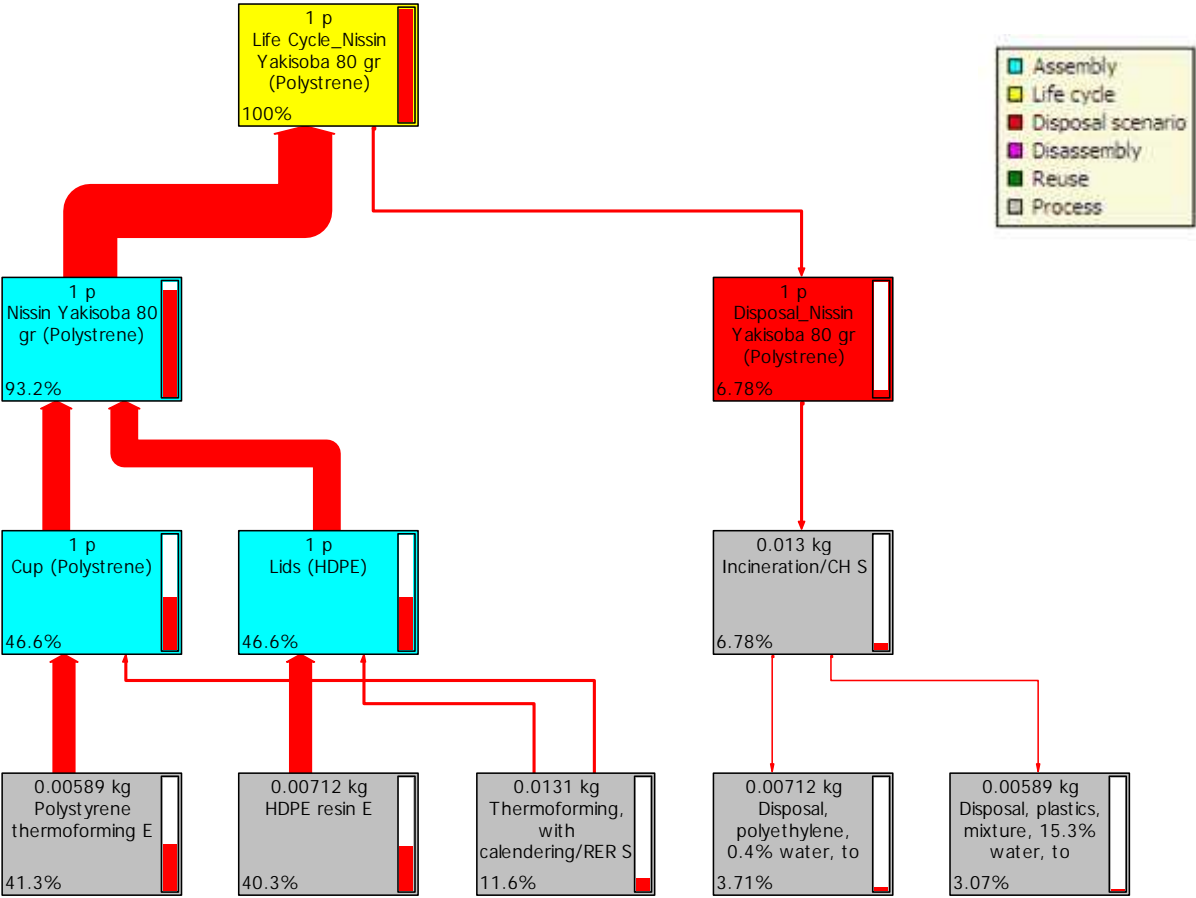 1 p
Life Cycle_Nissin
Yakisoba 80 gr
(Polystrene)
100%
Assembly
Life cycle
Disposal scenario
Disassembly
Reuse
Process
1 p
Nissin Yakisoba 80
gr (Polystrene)
93.2%
1 p
Disposal_Nissin
Yakisoba 80 gr
(Polystrene)
6.78%
1 p
Cup (Polystrene)
46.6%
1 p
Lids (HDPE)
46.6%
0.013 kg
Incineration/CH S
6.78%
0.00589 kg
Polystyrene
thermoforming E
41.3%
0.00712 kg
HDPE resin E
40.3%
0.0131 kg
Thermoforming,
with
calendering/RER S
11.6%
0.00712 kg
Disposal,
polyethylene,
0.4% water, to
3.71%
0.00589 kg
Disposal, plastics,
mixture, 15.3%
water, to
3.07%